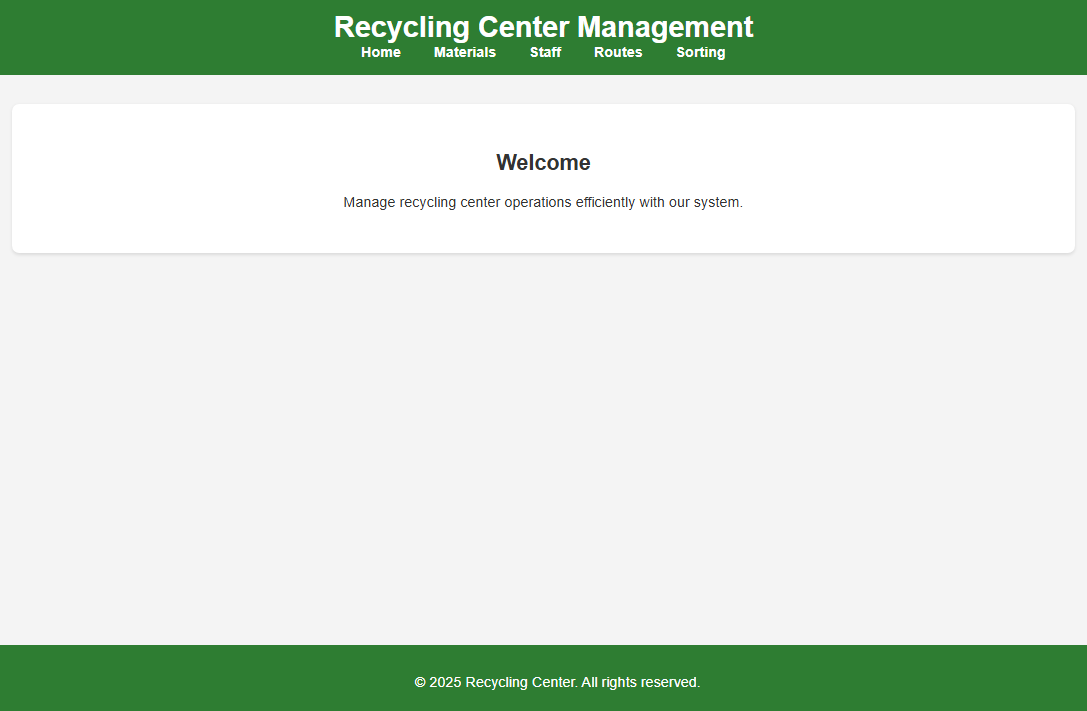 Recycling Center Management
Home Materials Staff Routes Sorting
Welcome
Manage recycling center operations efficiently with our system.
© 2025 Recycling Center. All rights reserved.